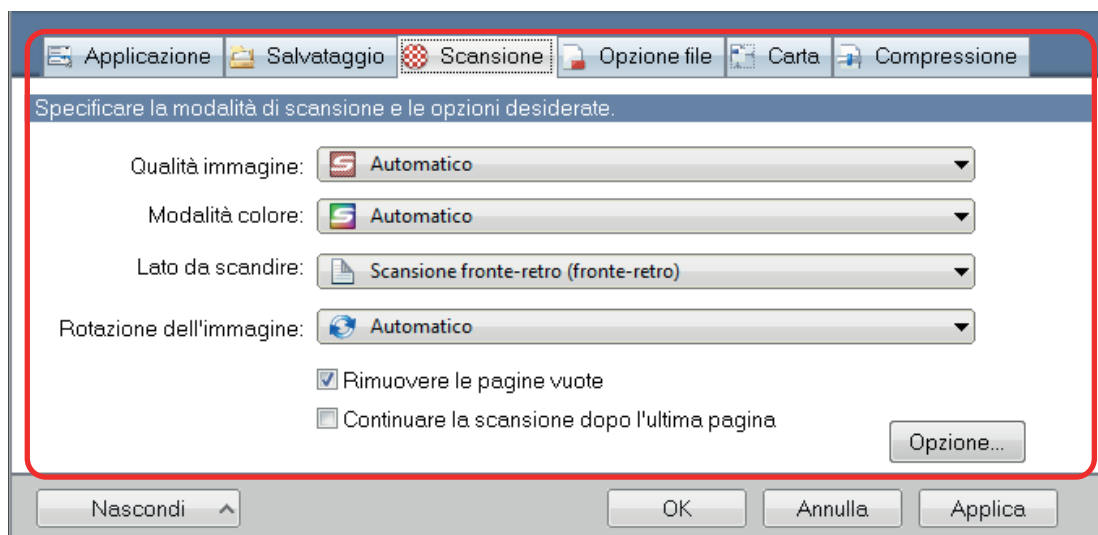 Applicazione Salvataggio Scansione Opzione file Carta Compressione
Specificare la modalità di scansione e le opzioni desiderate.
Qualità immagine: Automatico
Modalità colore: Automatico
Lato da scandire: Scansione fronte-retro (fronte-retro)
Rotazione dell'immagine: Automatico
Rimuovere le pagine vuote
Continuare la scansione dopo l'ultima pagina
Opzione...
Nascondi OK Annulla Applica